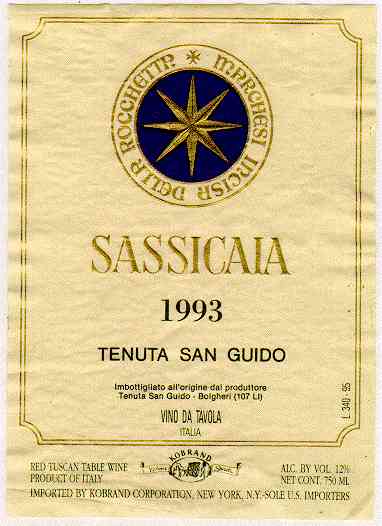 MARCHESI INCISA DELLA ROCCHETTA
SASSICAIA
1993
TENUTA SAN GUIDO
Imbottigliato all'origine dal produttore
Tenuta San Guido - Bolgheri (107 LI)
VINO DA TAVOLA
ITALIA
L. 340 - 95
KOBRAND
RED TUSCAN TABLE WINE
PRODUCT OF ITALY
ALC. BY VOL. 12%
NET CONT. 750 ML
IMPORTED BY KOBRAND CORPORATION, NEW YORK, N.Y.-SOLE U.S. IMPORTERS